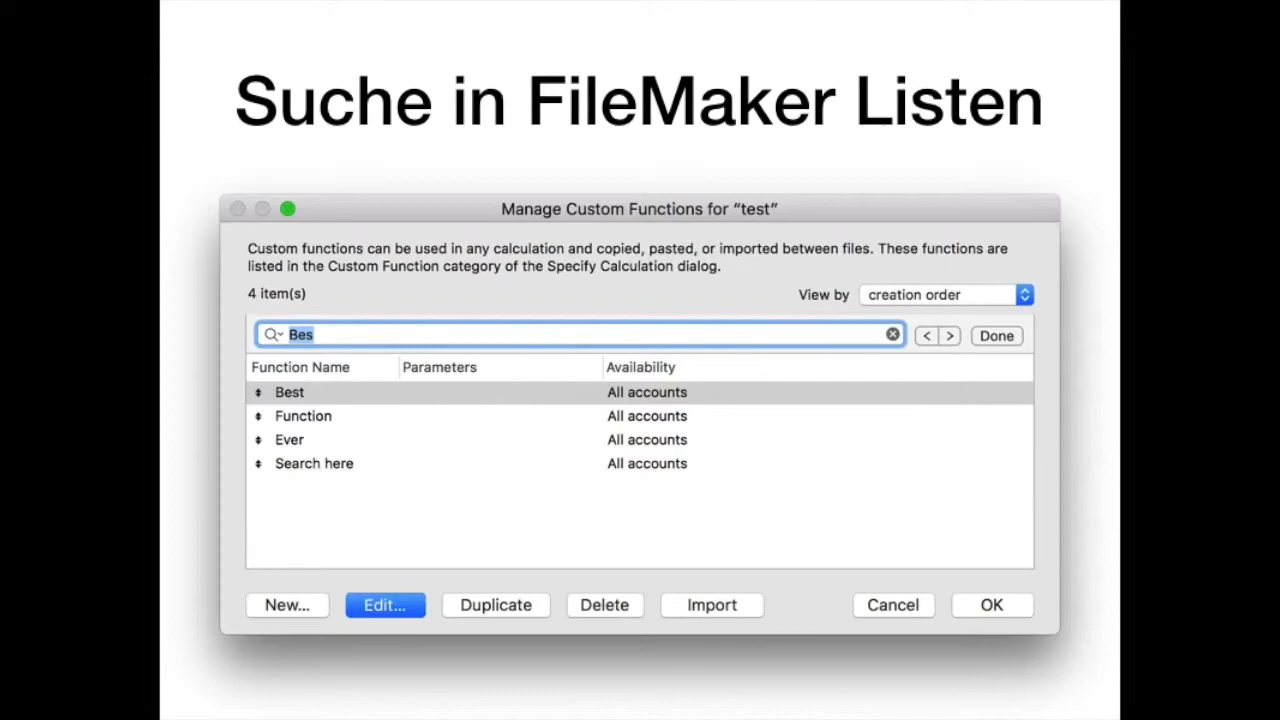 Suche in FileMaker Listen
Manage Custom Functions for “test”
Custom functions can be used in any calculation and copied, pasted, or imported between files. These functions are
listed in the Custom Function category of the Specify Calculation dialog.
4 item(s)
View by creation order
Bes
< > Done
Function Name Parameters Availability
Best All accounts
Function All accounts
Ever All accounts
Search here All accounts
New... Edit... Duplicate Delete Import Cancel OK